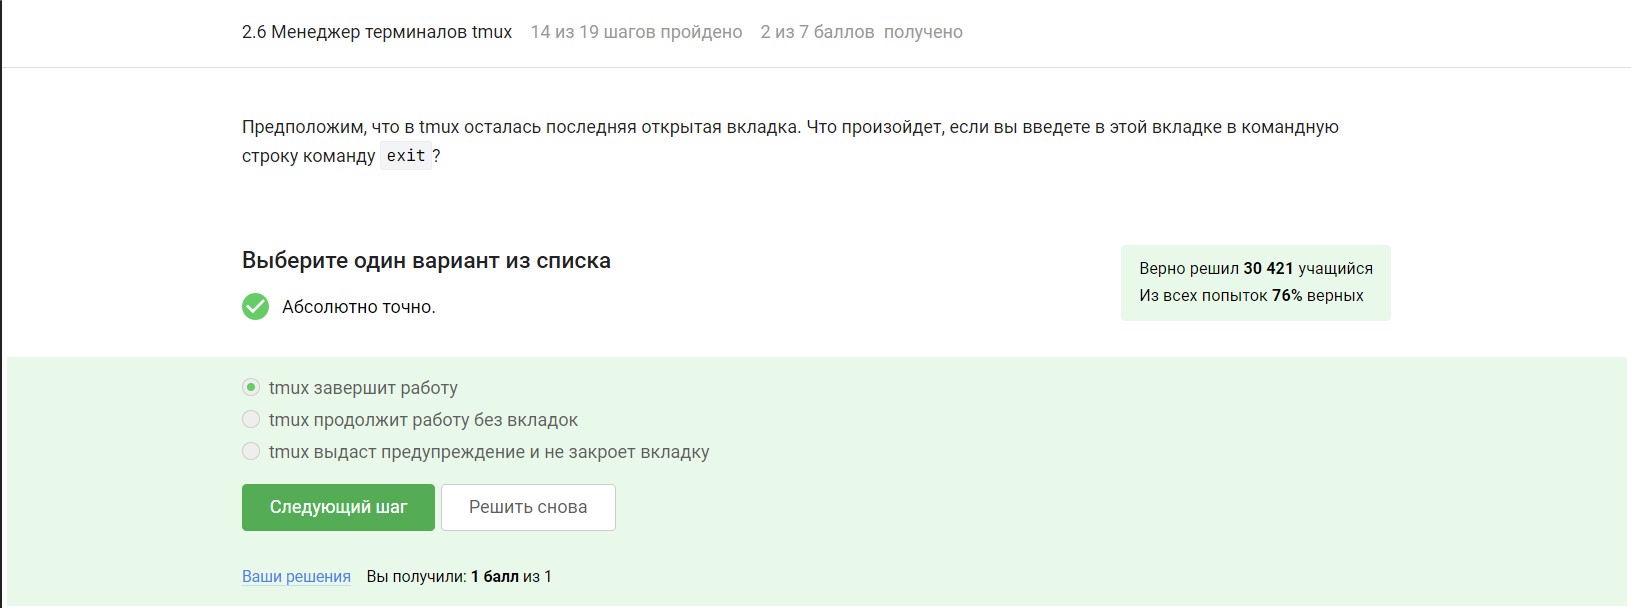 2.6 Менеджер терминалов tmux 14 из 19 шагов пройдено 2 из 7 баллов получено
Предположим, что в tmux осталась последняя открытая вкладка. Что произойдет, если вы введете в этой вкладке в командную
строку команду exit?
Выберите один вариант из списка
Абсолютно точно.
Верно решил 30 421 учащийся
Из всех попыток 76% верных
tmux завершит работу
tmux продолжит работу без вкладок
tmux выдаст предупреждение и не закроет вкладку
Следующий шаг Решить снова
Ваши решения Вы получили: 1 балл из 1